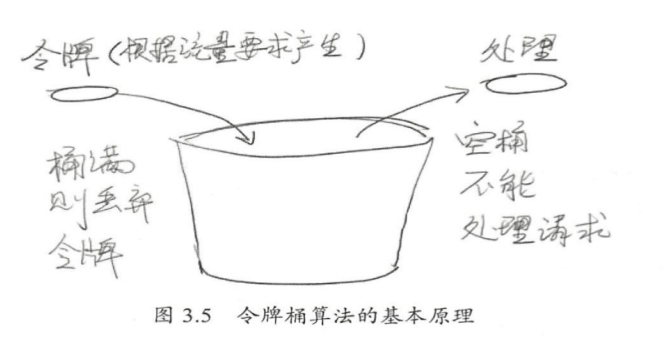 令牌（根据流量要求产生）
处理
桶满
则丢弃
令牌
空桶
不能
处理请求
图 3.5 令牌桶算法的基本原理